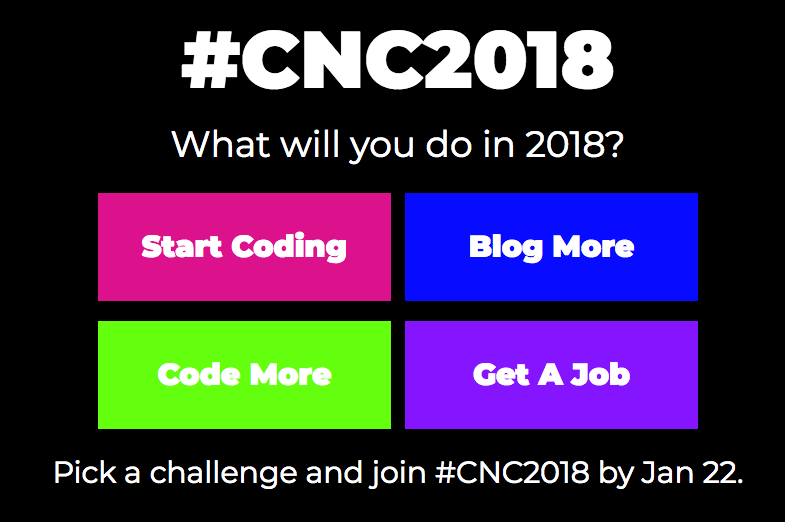 #CNC2018
What will you do in 2018?
Start Coding
Blog More
Code More
Get A Job
Pick a challenge and join #CNC2018 by Jan 22.